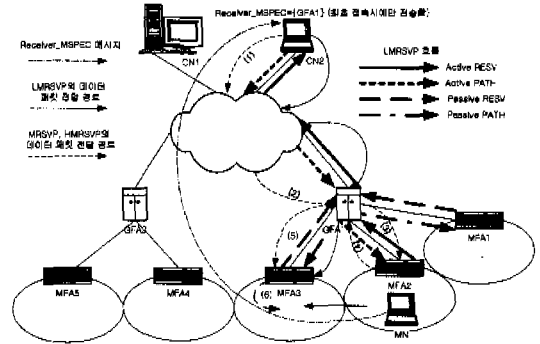 Receiver_MSPEC={GFA1} (최초 접속시에만 전송함)
Receiver_MSPEC 메시지
CN1
CN2
(1)
LMRSVP 흐름
LMRSVP의 데이터
패킷 전달 경로
Active RESV
Active PATH
Passive RESV
Passive PATH
MRSVP, HMRSVP의
데이터 패킷 전달 경로
(2)
GFA2
GFA
(3)
(5)
MFA1
MFA5
MFA4
MFA3
MFA2
(6)
MN